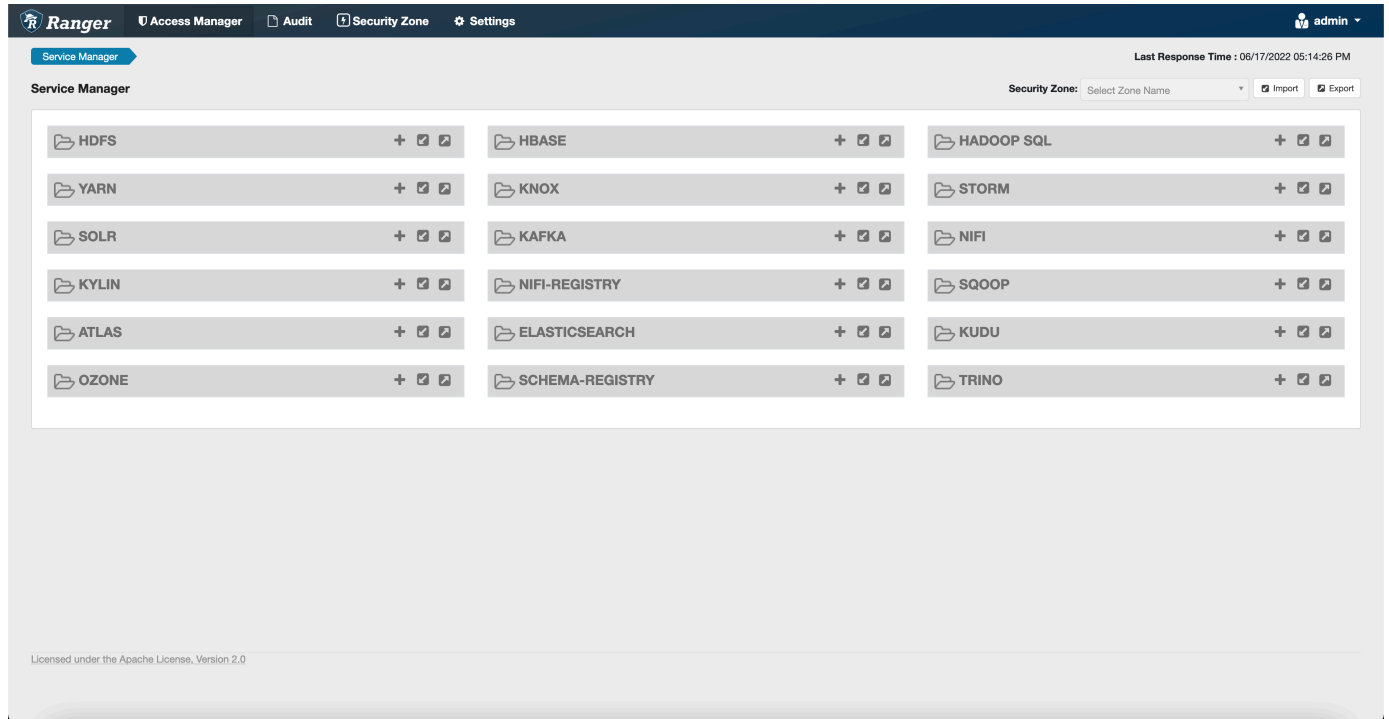 Ranger Access Manager Audit Security Zone Settings admin
Service Manager Last Response Time : 06/17/2022 05:14:26 PM
Service Manager Security Zone: Select Zone Name Import Export
HDFS HBASE HADOOP SQL
YARN KNOX STORM
SOLR KAFKA NIFI
KYLIN NIFI-REGISTRY SQOOP
ATLAS ELASTICSEARCH KUDU
OZONE SCHEMA-REGISTRY TRINO
Licensed under the Apache License, Version 2.0